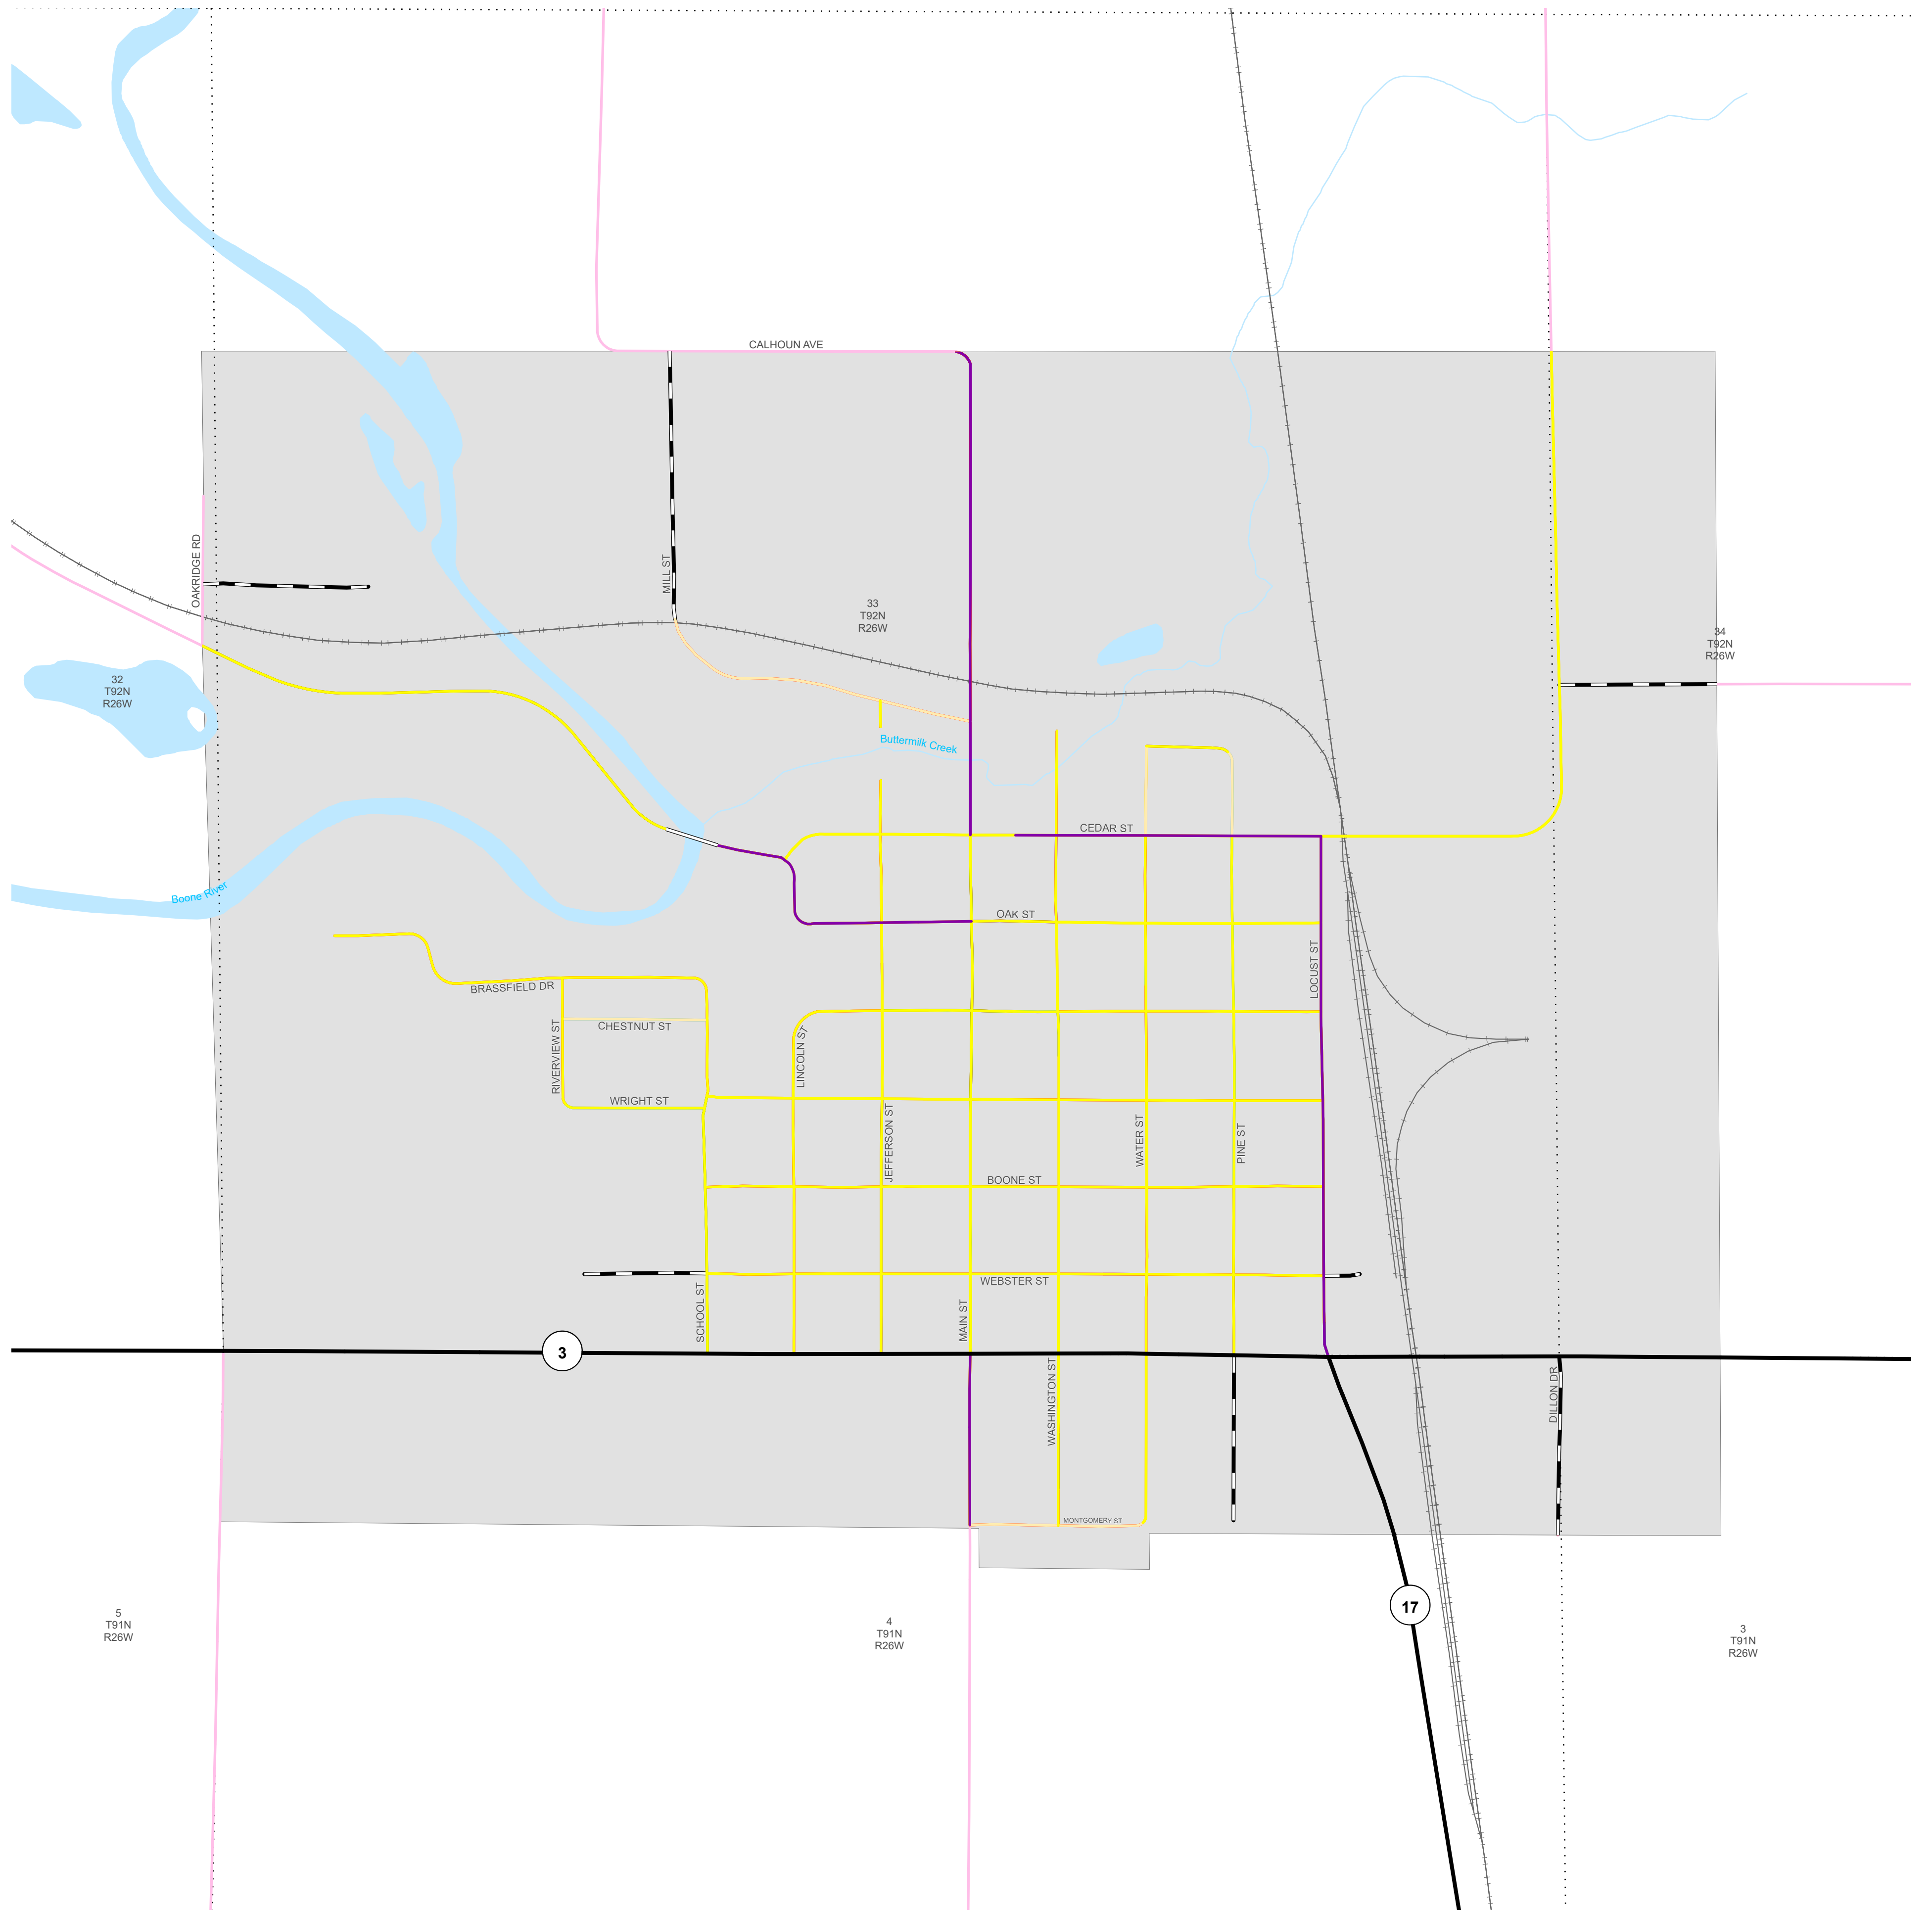 CALHOUN AVE
OAKRIDGE RD
MILL ST
33
T92N
R26W
34
T92N
R26W
32
T92N
R26W
Buttermilk Creek
CEDAR ST
Boone River
OAK ST
LOCUST ST
BRASSFIELD DR
CHESTNUT ST
RIVERVIEW ST
LINCOLN ST
WRIGHT ST
JEFFERSON ST
WATER ST
PINE ST
BOONE ST
WEBSTER ST
SCHOOL ST
MAIN ST
3
WASHINGTON ST
DILLON DR
MONTGOMERY ST
17
5
T91N
R26W
4
T91N
R26W
3
T91N
R26W